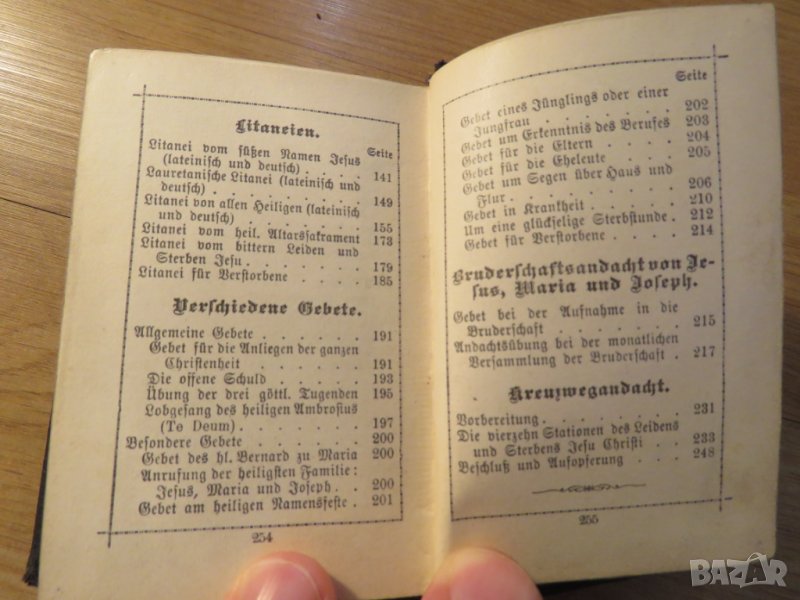 Litaneien.
Seite
Litanei vom süßen Namen Jesus
(lateinisch und deutsch) . . . . 141
Lauretanische Litanei (lateinisch und
deutsch) . . . . . . . . 149
Litanei von allen Heiligen (lateinisch
und deutsch) . . . . . . . 155
Litanei vom heil. Altarssakrament 173
Litanei vom bittern Leiden und
Sterben Jesu . . . . . . . 179
Litanei für Verstorbene . . . . . 185
Verschiedene Gebete.
Allgemeine Gebete . . . . . . 191
Gebet für die Anliegen der ganzen
Christenheit . . . . . . 191
Die offene Schuld . . . . . 193
Übung der drei göttl. Tugenden 195
Lobgesang des heiligen Ambrosius
(Te Deum) . . . . . . . 197
Besondere Gebete . . . . . . 200
Gebet des hl. Bernard zu Maria 200
Anrufung der heiligsten Familie:
Jesus, Maria und Joseph . . . 200
Gebet am heiligen Namensfeste . 201
254
Seite
Gebet eines Jünglings oder einer
Jungfrau . . . . . . . 202
Gebet um Erkenntnis des Berufes 203
Gebet für die Eltern . . . . . 204
Gebet für die Eheleute . . . . 205
Gebet um Segen über Haus und
Flur . . . . . . . . . 206
Gebet in Krankheit . . . . . 210
Um eine glückselige Sterbstunde . 212
Gebet für Verstorbene . . . . 214
Bruderschaftsandacht von Je-
sus, Maria und Joseph.
Gebet bei der Aufnahme in die
Bruderschaft . . . . . . . 215
Andachtsübung bei der monatlichen
Versammlung der Bruderschaft . 217
Kreuzwegandacht.
Vorbereitung . . . . . . . . 231
Die vierzehn Stationen des Leidens
und Sterbens Jesu Christi . . 233
Beschluß und Aufopferung . . . 248
255
BAZAR